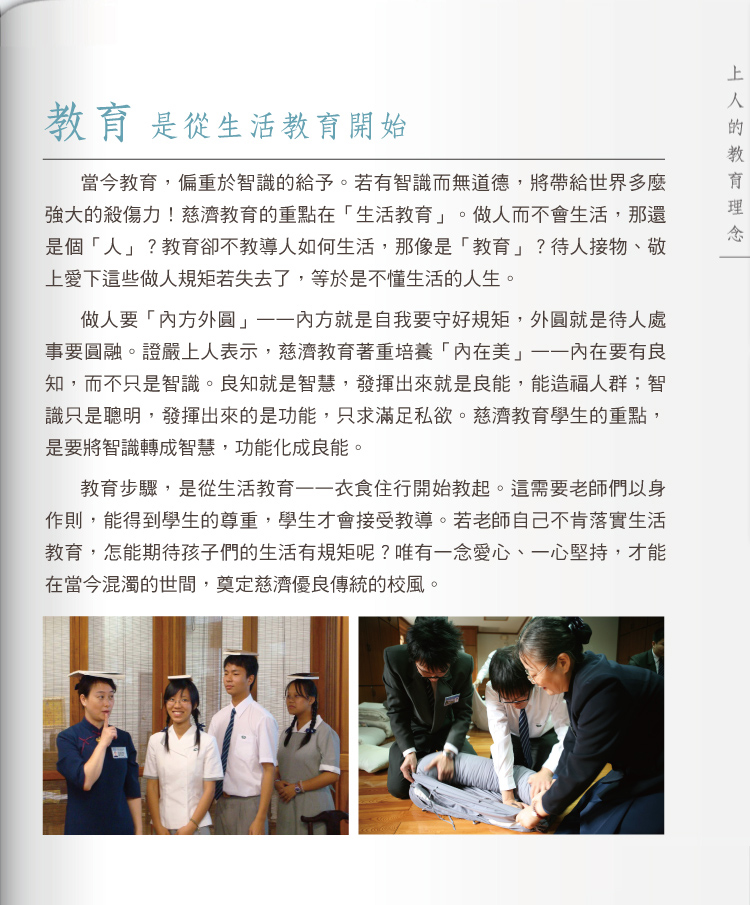 上人的教育理念
教育 是從生活教育開始
當今教育，偏重於智識的給予。若有智識而無道德，將帶給世界多麼
強大的殺傷力！慈濟教育的重點在「生活教育」。做人而不會生活，那還
是個「人」？教育卻不教導人如何生活，那像是「教育」？待人接物、敬
上愛下這些做人規矩若失去了，等於是不懂生活的人生。
做人要「內方外圓」——內方就是自我要守好規矩，外圓就是待人處
事要圓融。證嚴上人表示，慈濟教育著重培養「內在美」——內在要有良
知，而不只是智識。良知就是智慧，發揮出來就是良能，能造福人群；智
識只是聰明，發揮出來的是功能，只求滿足私欲。慈濟教育學生的重點，
是要將智識轉成智慧，功能化成良能。
教育步驟，是從生活教育——衣食住行開始教起。這需要老師們以身
作則，能得到學生的尊重，學生才會接受教導。若老師自己不肯落實生活
教育，怎能期待孩子們的生活有規矩呢？唯有一念愛心、一心堅持，才能
在當今混濁的世間，奠定慈濟優良傳統的校風。